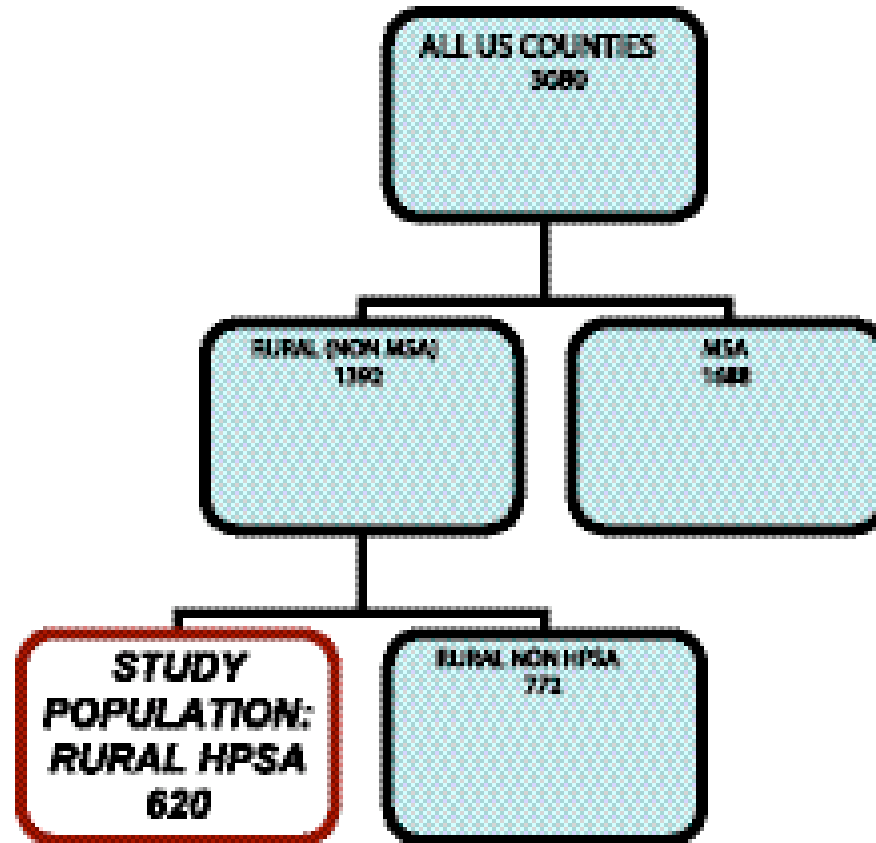 ALL US COUNTIES
3080
RURAL (NON MSA)
1392
MSA
1688
STUDY
POPULATION:
RURAL HPSA
620
RURAL NON HPSA
772